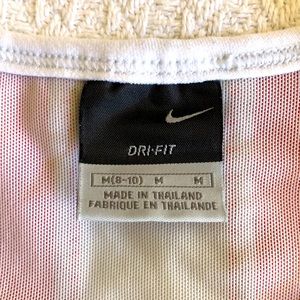 DRI-FIT
M(8-10) M M
MADE IN THAILAND
FABRIQUE EN THAILANDE